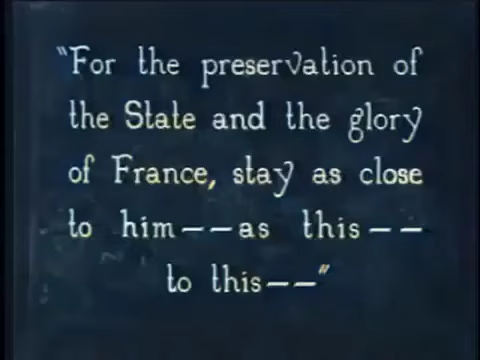 "For the preservation of
the State and the glory
of France, stay as close
to him——as this——
to this——"